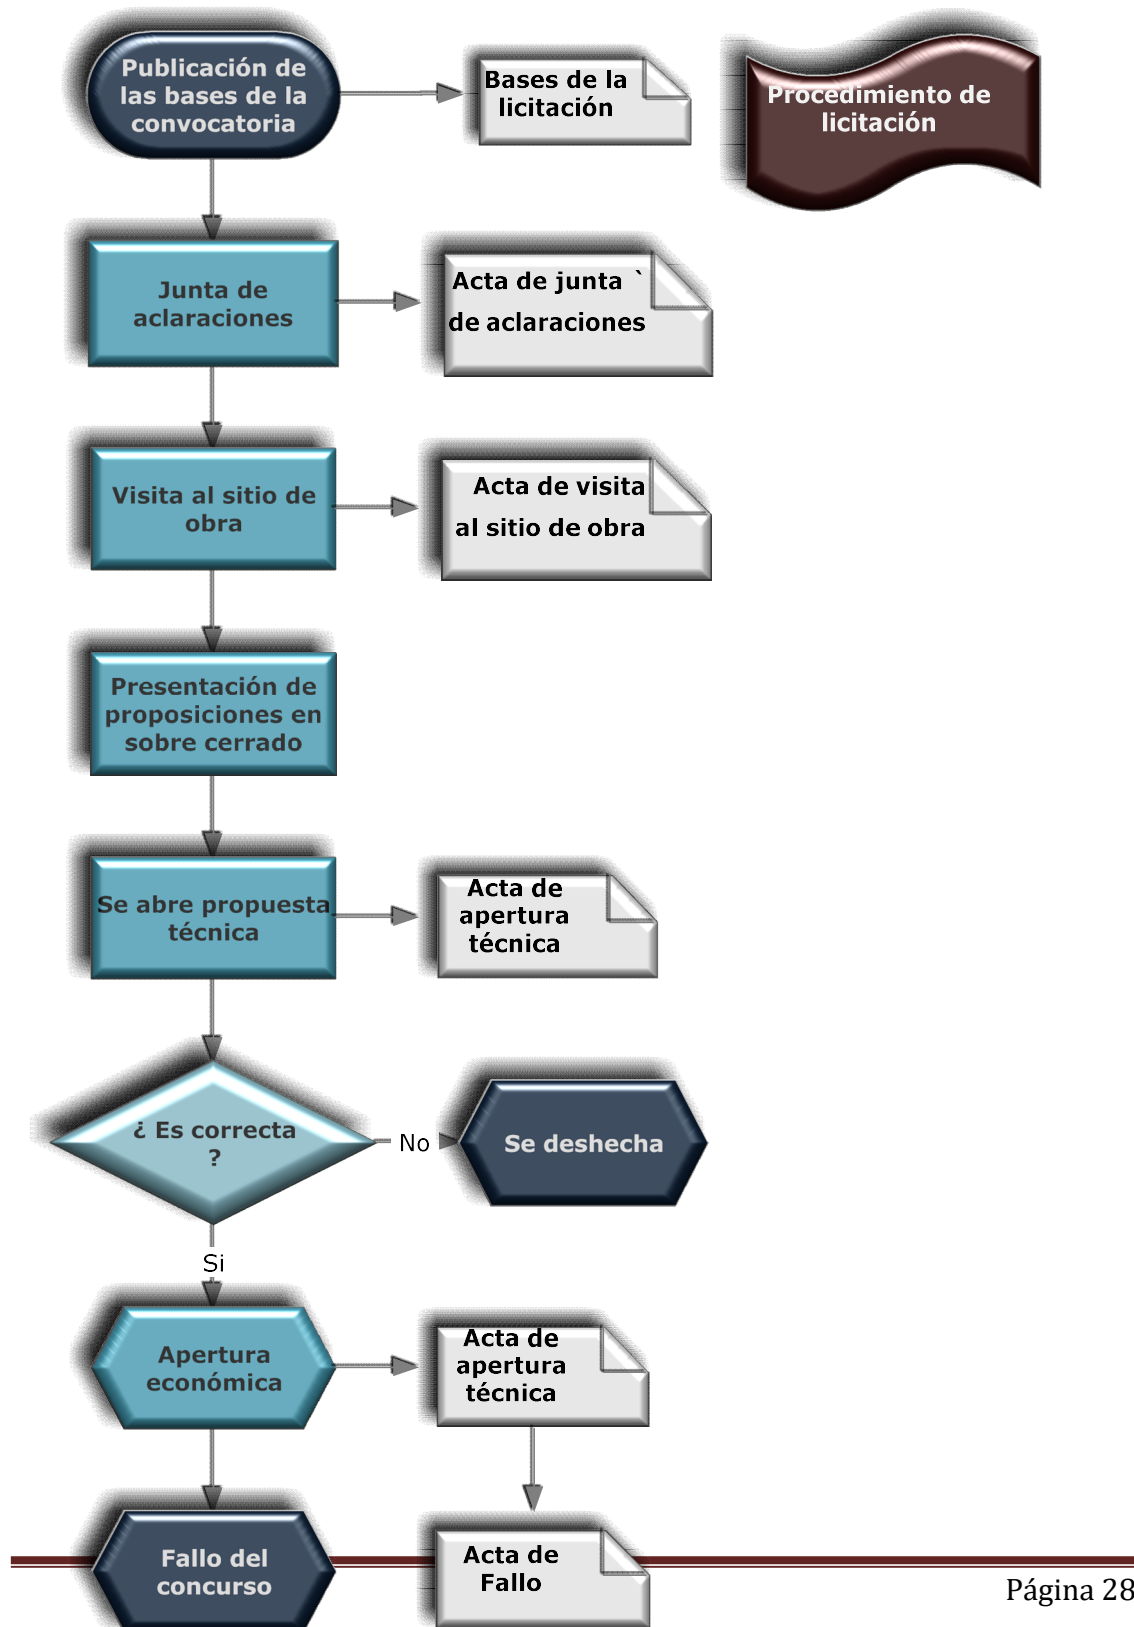 Publicación de
las bases de la
convocatoria
Bases de la
licitación
Procedimiento de
licitación
Junta de
aclaraciones
Acta de junta `
de aclaraciones
Visita al sitio de
obra
Acta de visita
al sitio de obra
Presentación de
proposiciones en
sobre cerrado
Se abre propuesta
técnica
Acta de
apertura
técnica
¿ Es correcta
?
No
Se deshecha
Si
Apertura
económica
Acta de
apertura
técnica
Fallo del
concurso
Acta de
Fallo
Página 28